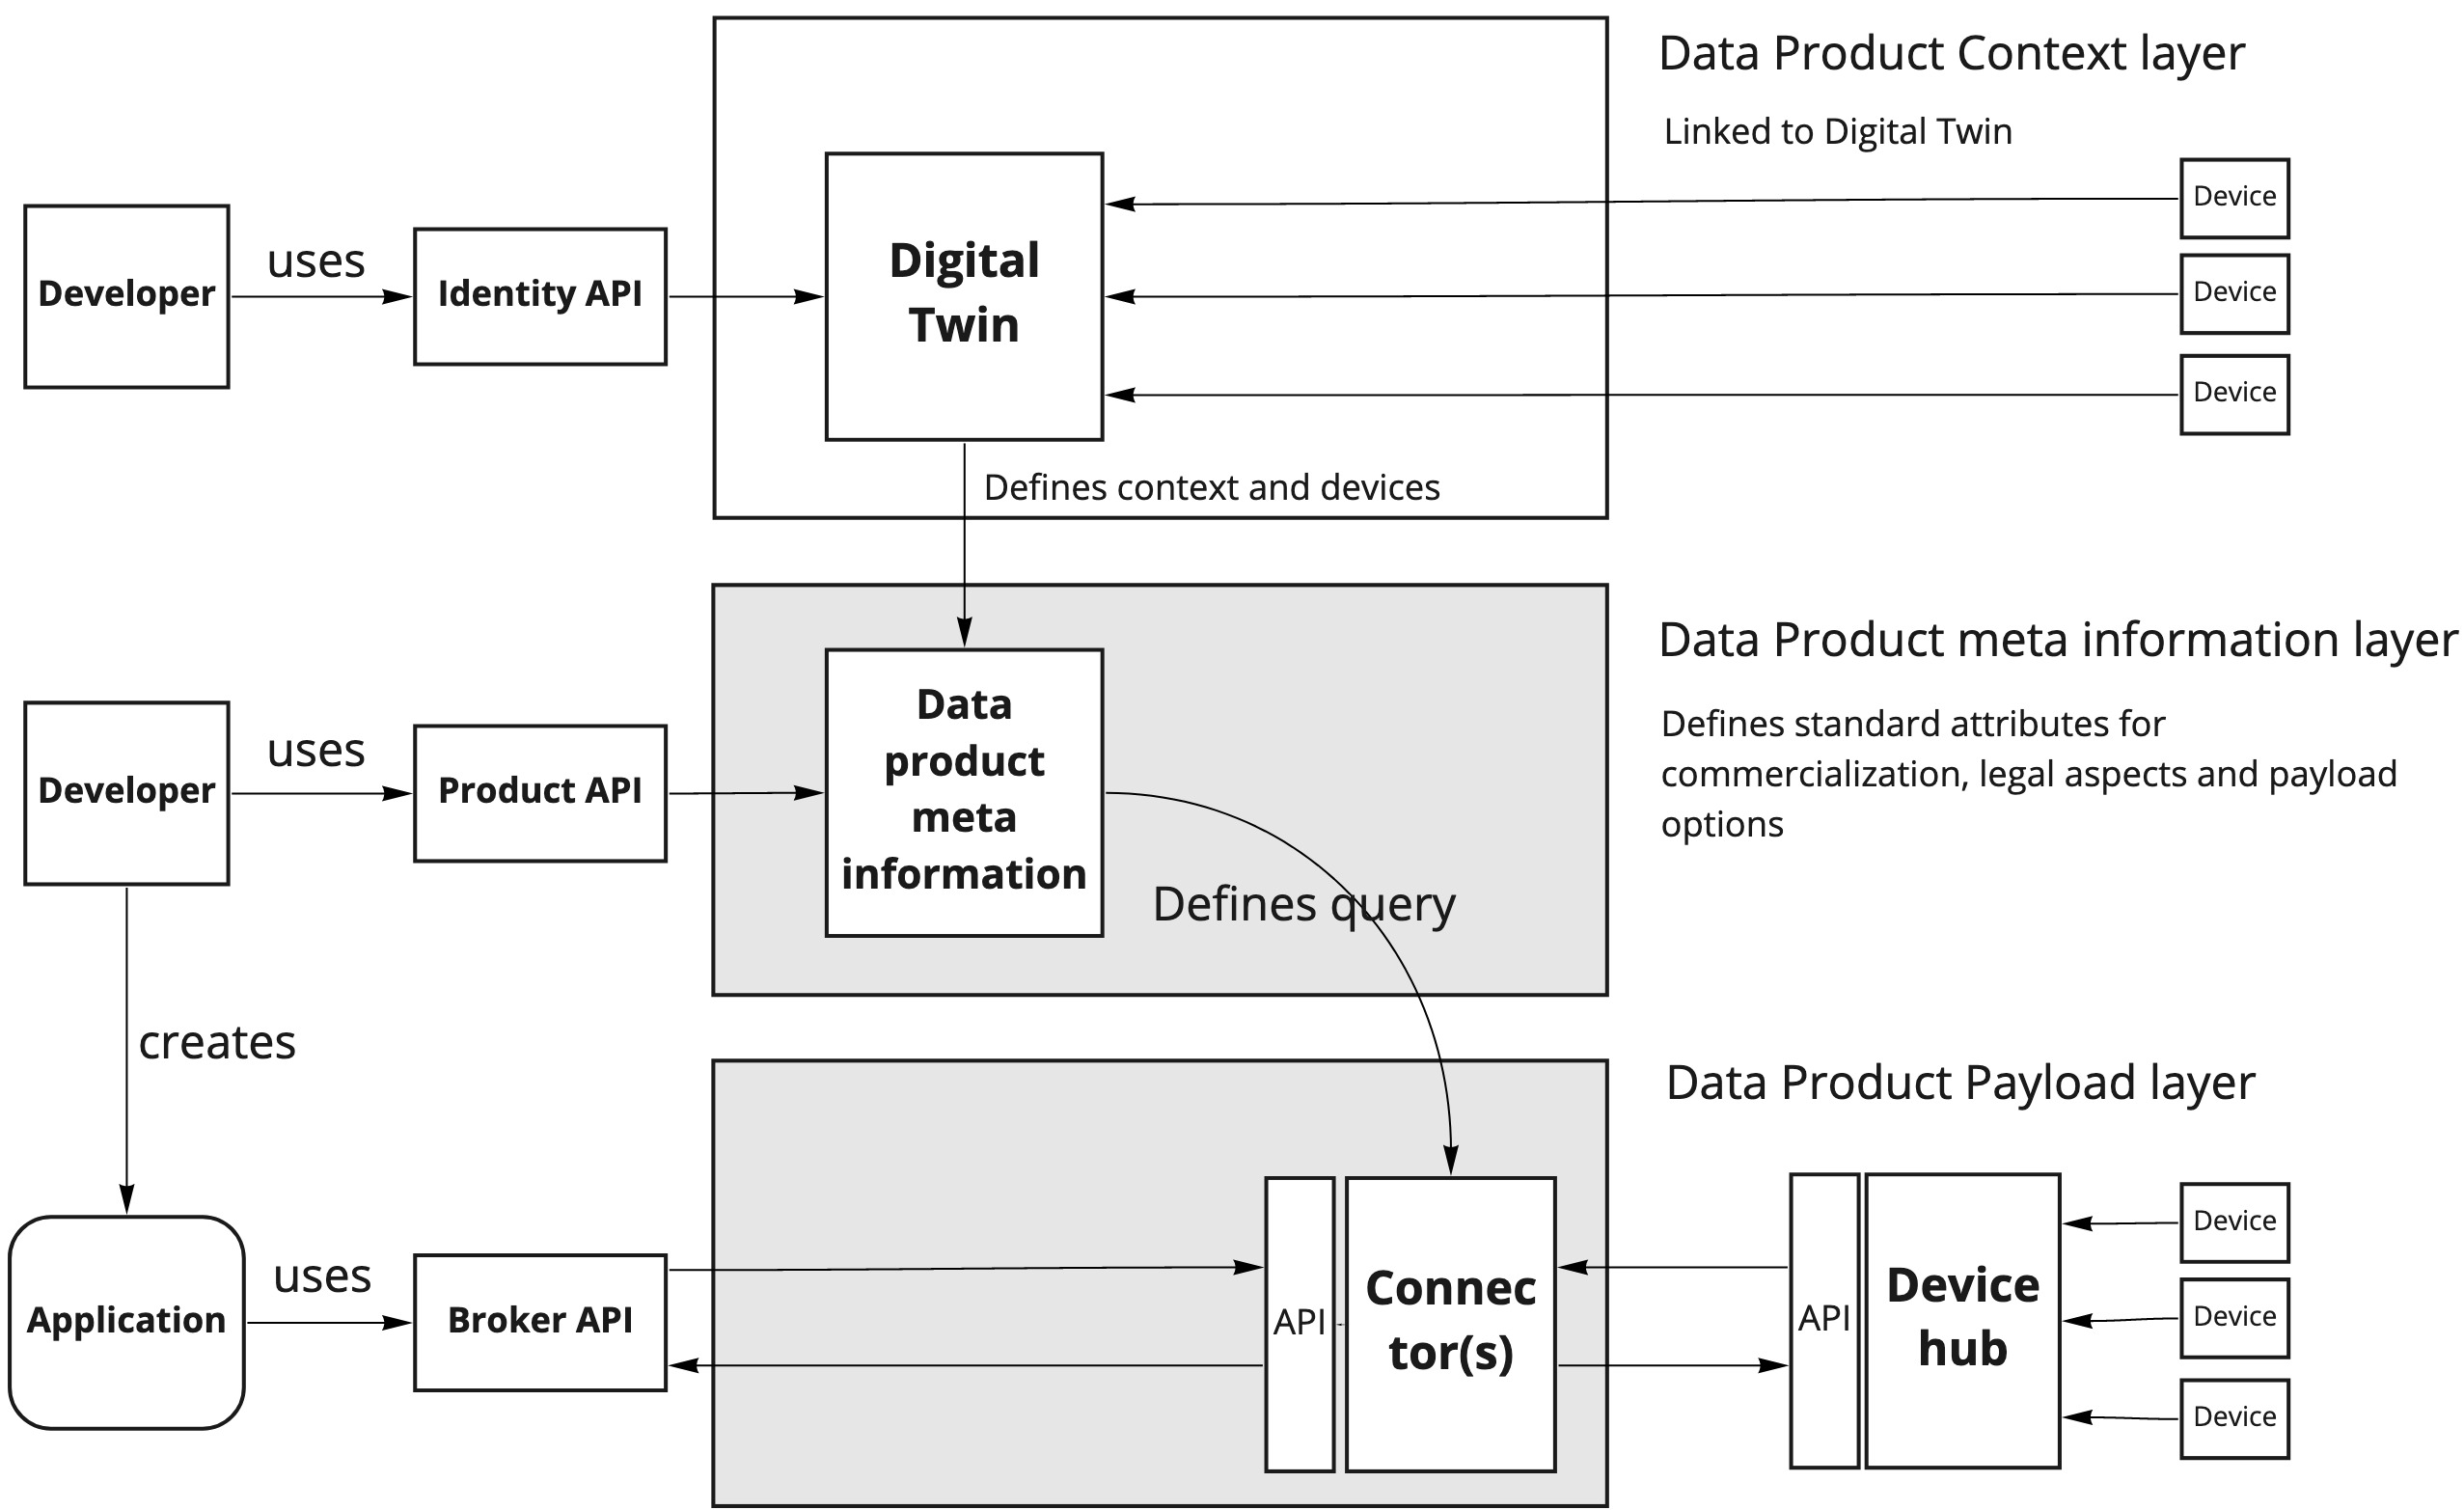 Data Product Context layer
Linked to Digital Twin
Device
Device
Device
Developer
uses
Identity API
Digital
Twin
Defines context and devices
Data Product meta information layer
Defines standard attributes for
commercialization, legal aspects and payload
options
Developer
uses
Product API
Data
product
meta
information
Defines query
creates
Data Product Payload layer
Application
uses
Broker API
API
Connec
tor(s)
API
Device
hub
Device
Device
Device